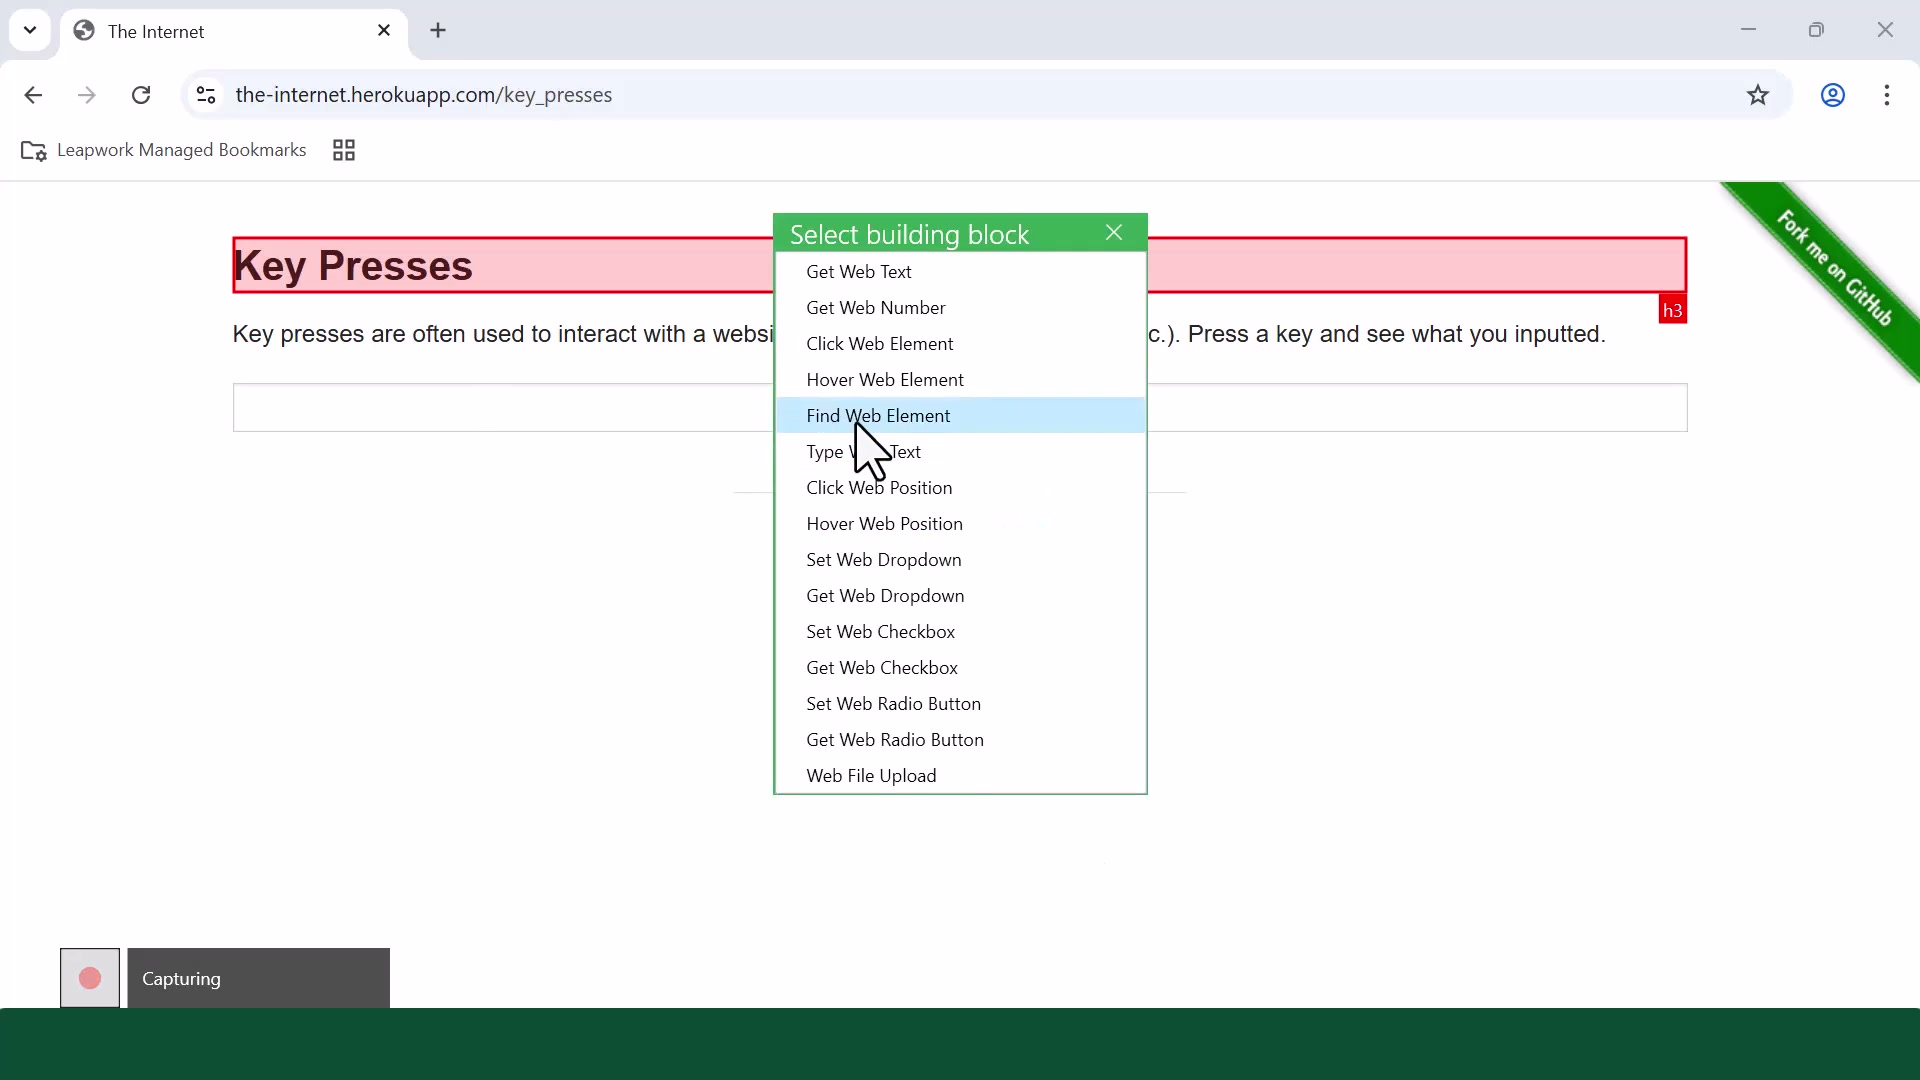 The Internet
the-internet.herokuapp.com/key_presses
Leapwork Managed Bookmarks
Fork me on GitHub
Key Presses
h3
Key presses are often used to interact with a websi
c.). Press a key and see what you inputted.
Select building block
Get Web Text
Get Web Number
Click Web Element
Hover Web Element
Find Web Element
Type W Text
Click Web Position
Hover Web Position
Set Web Dropdown
Get Web Dropdown
Set Web Checkbox
Get Web Checkbox
Set Web Radio Button
Get Web Radio Button
Web File Upload
Capturing